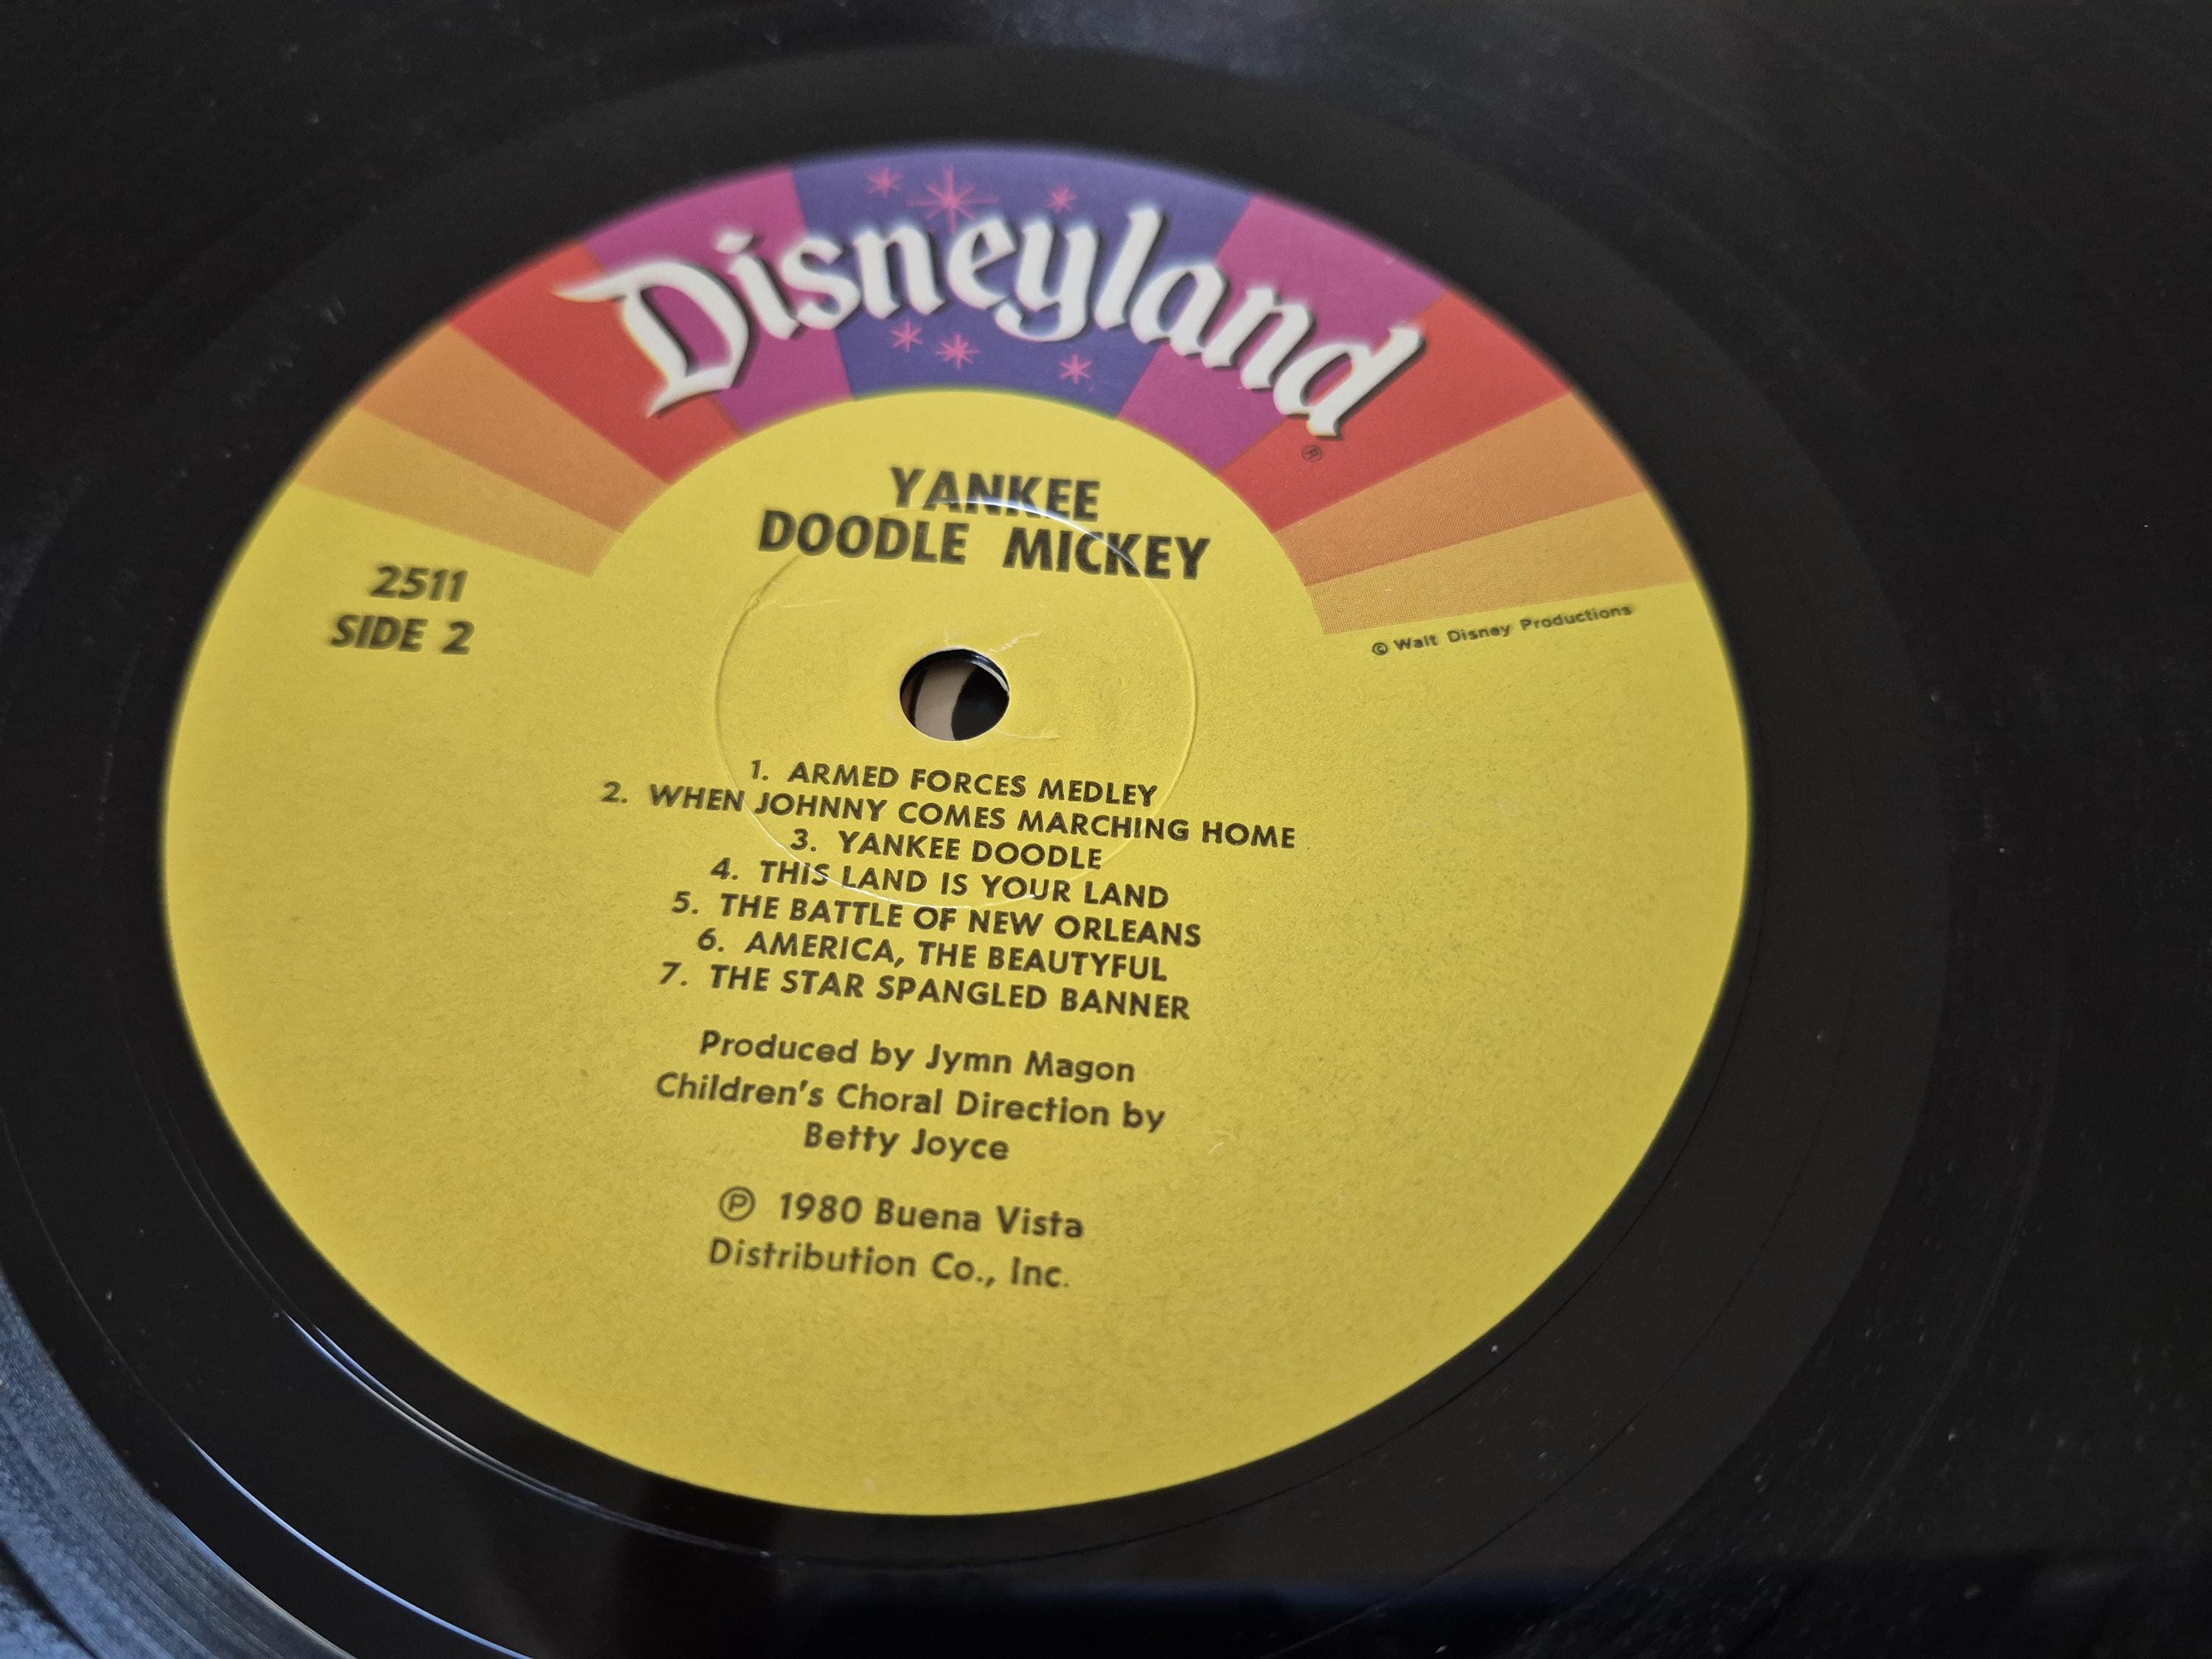 Disneyland
®
YANKEE
DOODLE MICKEY
2511
SIDE 2
© Walt Disney Productions
1. ARMED FORCES MEDLEY
2. WHEN JOHNNY COMES MARCHING HOME
3. YANKEE DOODLE
4. THIS LAND IS YOUR LAND
5. THE BATTLE OF NEW ORLEANS
6. AMERICA, THE BEAUTYFUL
7. THE STAR SPANGLED BANNER
Produced by Jymn Magon
Children's Choral Direction by
Betty Joyce
℗ 1980 Buena Vista
Distribution Co., Inc.